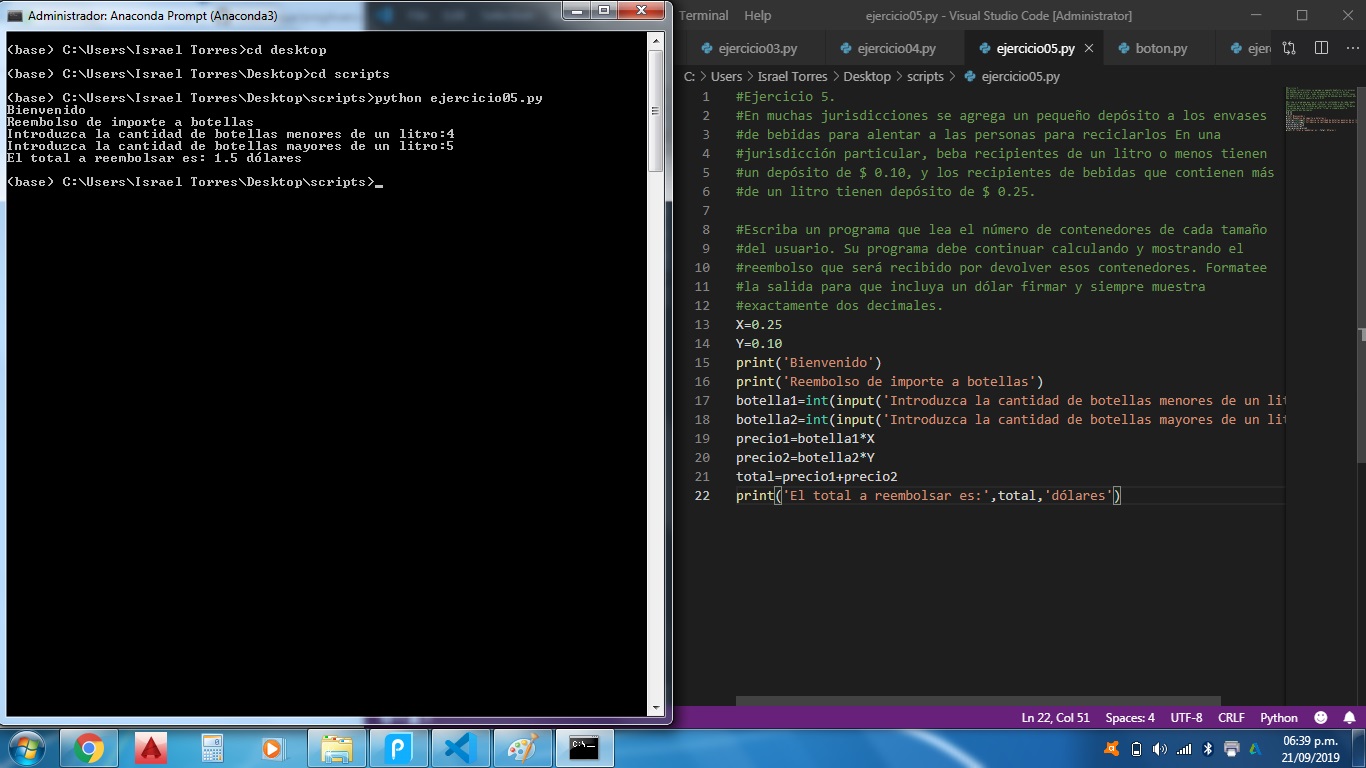 Administrador: Anaconda Prompt (Anaconda3)
(base) C:\Users\Israel Torres>cd desktop
(base) C:\Users\Israel Torres\Desktop>cd scripts
(base) C:\Users\Israel Torres\Desktop\scripts>python ejercicio05.py
Bienvenido
Reembolso de importe a botellas
Introduzca la cantidad de botellas menores de un litro:4
Introduzca la cantidad de botellas mayores de un litro:5
El total a reembolsar es: 1.5 dólares
(base) C:\Users\Israel Torres\Desktop\scripts>
Terminal Help ejercicio05.py - Visual Studio Code [Administrator]
ejercicio03.py ejercicio04.py ejercicio05.py boton.py ejer
C: > Users > Israel Torres > Desktop > scripts > ejercicio05.py
1 #Ejercicio 5.
2 #En muchas jurisdicciones se agrega un pequeño depósito a los envases
3 #de bebidas para alentar a las personas para reciclarlos En una
4 #jurisdicción particular, beba recipientes de un litro o menos tienen
5 #un depósito de $ 0.10, y los recipientes de bebidas que contienen más
6 #de un litro tienen depósito de $ 0.25.
7
8 #Escriba un programa que lea el número de contenedores de cada tamaño
9 #del usuario. Su programa debe continuar calculando y mostrando el
10 #reembolso que será recibido por devolver esos contenedores. Formatee
11 #la salida para que incluya un dólar firmar y siempre muestra
12 #exactamente dos decimales.
13 X=0.25
14 Y=0.10
15 print('Bienvenido')
16 print('Reembolso de importe a botellas')
17 botella1=int(input('Introduzca la cantidad de botellas menores de un lit
18 botella2=int(input('Introduzca la cantidad de botellas mayores de un lit
19 precio1=botella1*X
20 precio2=botella2*Y
21 total=precio1+precio2
22 print('El total a reembolsar es:',total,'dólares')
Ln 22, Col 51 Spaces: 4 UTF-8 CRLF Python
06:39 p.m.
21/09/2019